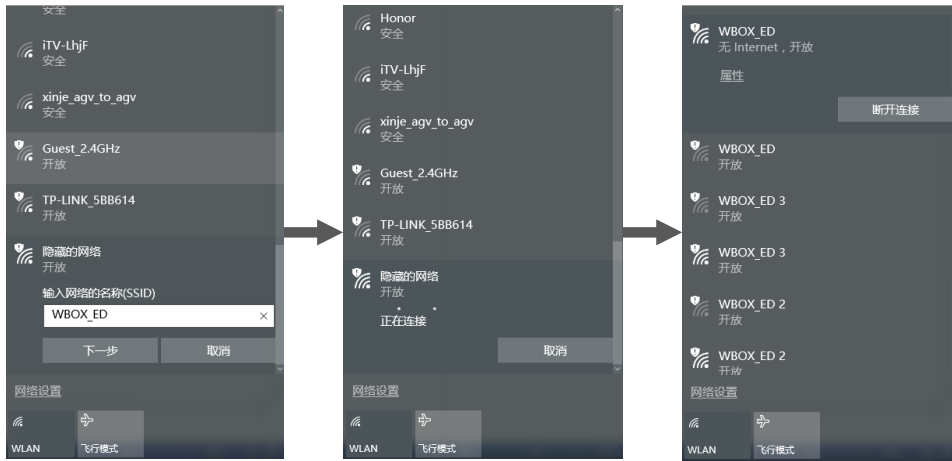 安全
iTV-LhjF
安全
xinje_agv_to_agv
安全
Guest_2.4GHz
开放
TP-LINK_5BB614
开放
隐藏的网络
开放
输入网络的名称(SSID)
WBOX_ED
下一步 取消
网络设置
WLAN 飞行模式
Honor
安全
iTV-LhjF
安全
xinje_agv_to_agv
安全
Guest_2.4GHz
开放
TP-LINK_5BB614
开放
隐藏的网络
开放
正在连接
取消
网络设置
WLAN 飞行模式
WBOX_ED
无 Internet，开放
属性
断开连接
WBOX_ED
开放
WBOX_ED 3
开放
WBOX_ED 3
开放
WBOX_ED 2
开放
WBOX_ED 2
开放
网络设置
WLAN 飞行模式